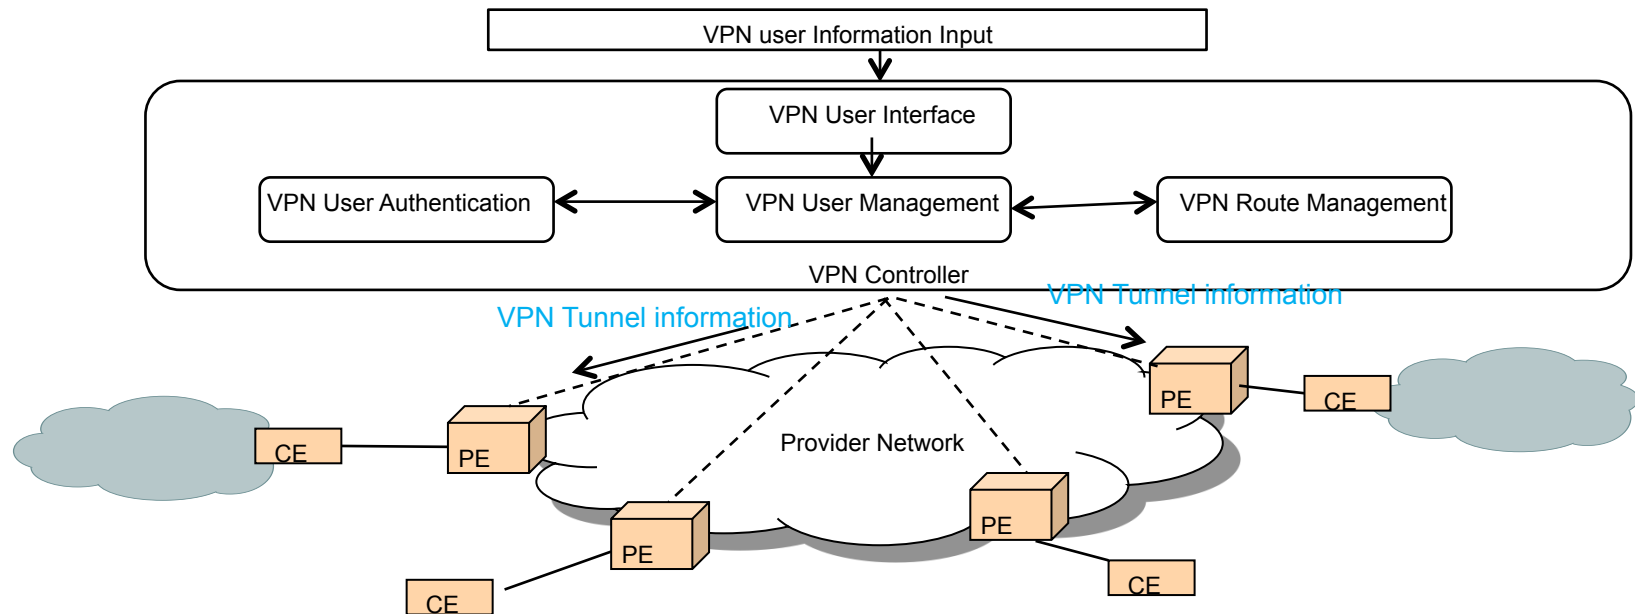 VPN user Information Input
VPN User Interface
VPN User Authentication
VPN User Management
VPN Route Management
VPN Controller
VPN Tunnel information
VPN Tunnel information
PE
CE
CE
PE
Provider Network
PE
PE
CE
CE